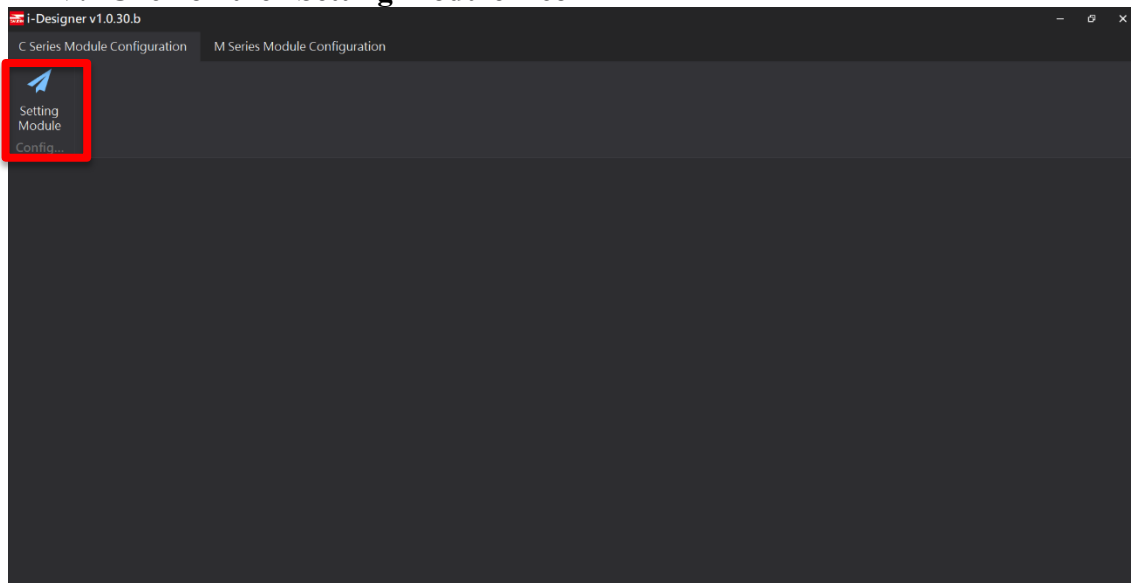 i-Designer v1.0.30.b
C Series Module Configuration M Series Module Configuration
Setting
Module
Config...